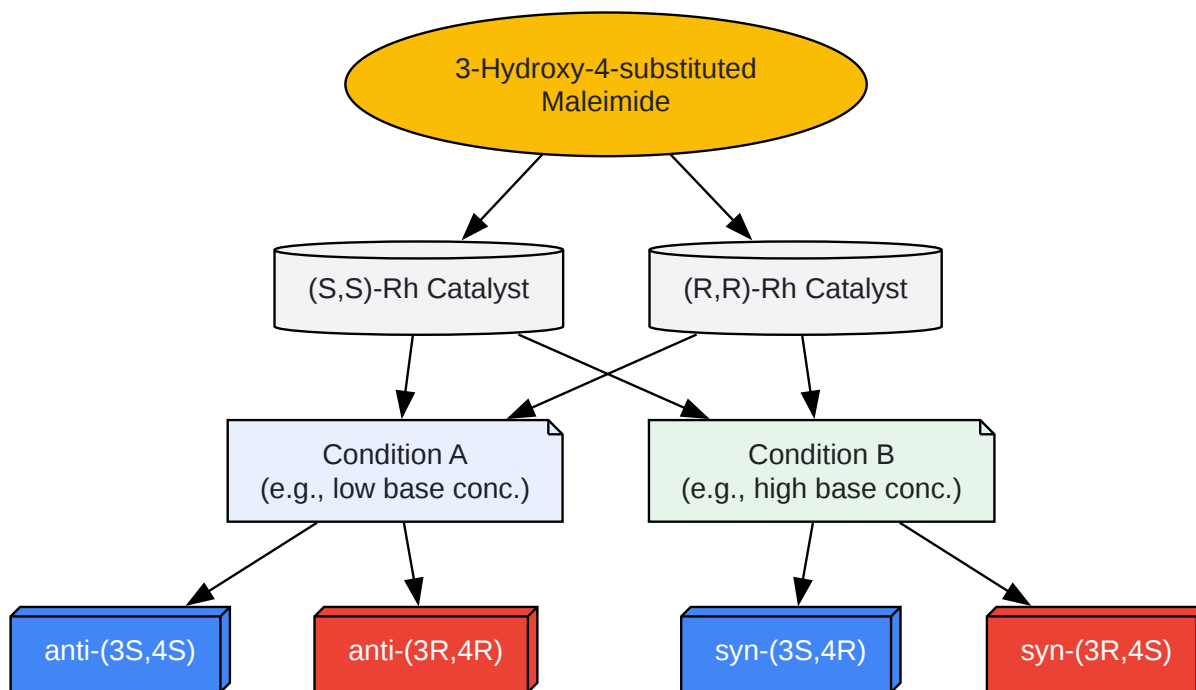 3-Hydroxy-4-substituted
Maleimide
(S,S)-Rh Catalyst
(R,R)-Rh Catalyst
Condition A
(e.g., low base conc.)
Condition B
(e.g., high base conc.)
anti-(3S,4S)
anti-(3R,4R)
syn-(3S,4R)
syn-(3R,4S)